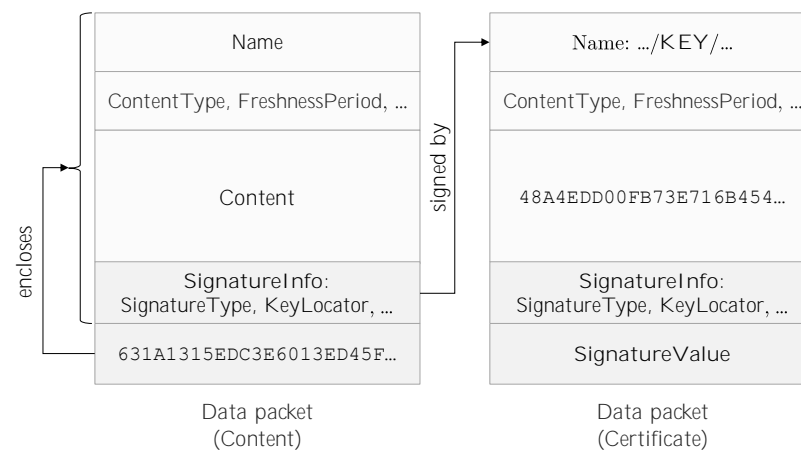 Name
ContentType, FreshnessPeriod, …
Content
SignatureInfo:
SignatureType, KeyLocator, …
631A1315EDC3E6013ED45F…
encloses
Data packet
(Content)
signed by
Name: …/KEY/…
ContentType, FreshnessPeriod, …
48A4EDD00FB73E716B454…
SignatureInfo:
SignatureType, KeyLocator, …
SignatureValue
Data packet
(Certificate)